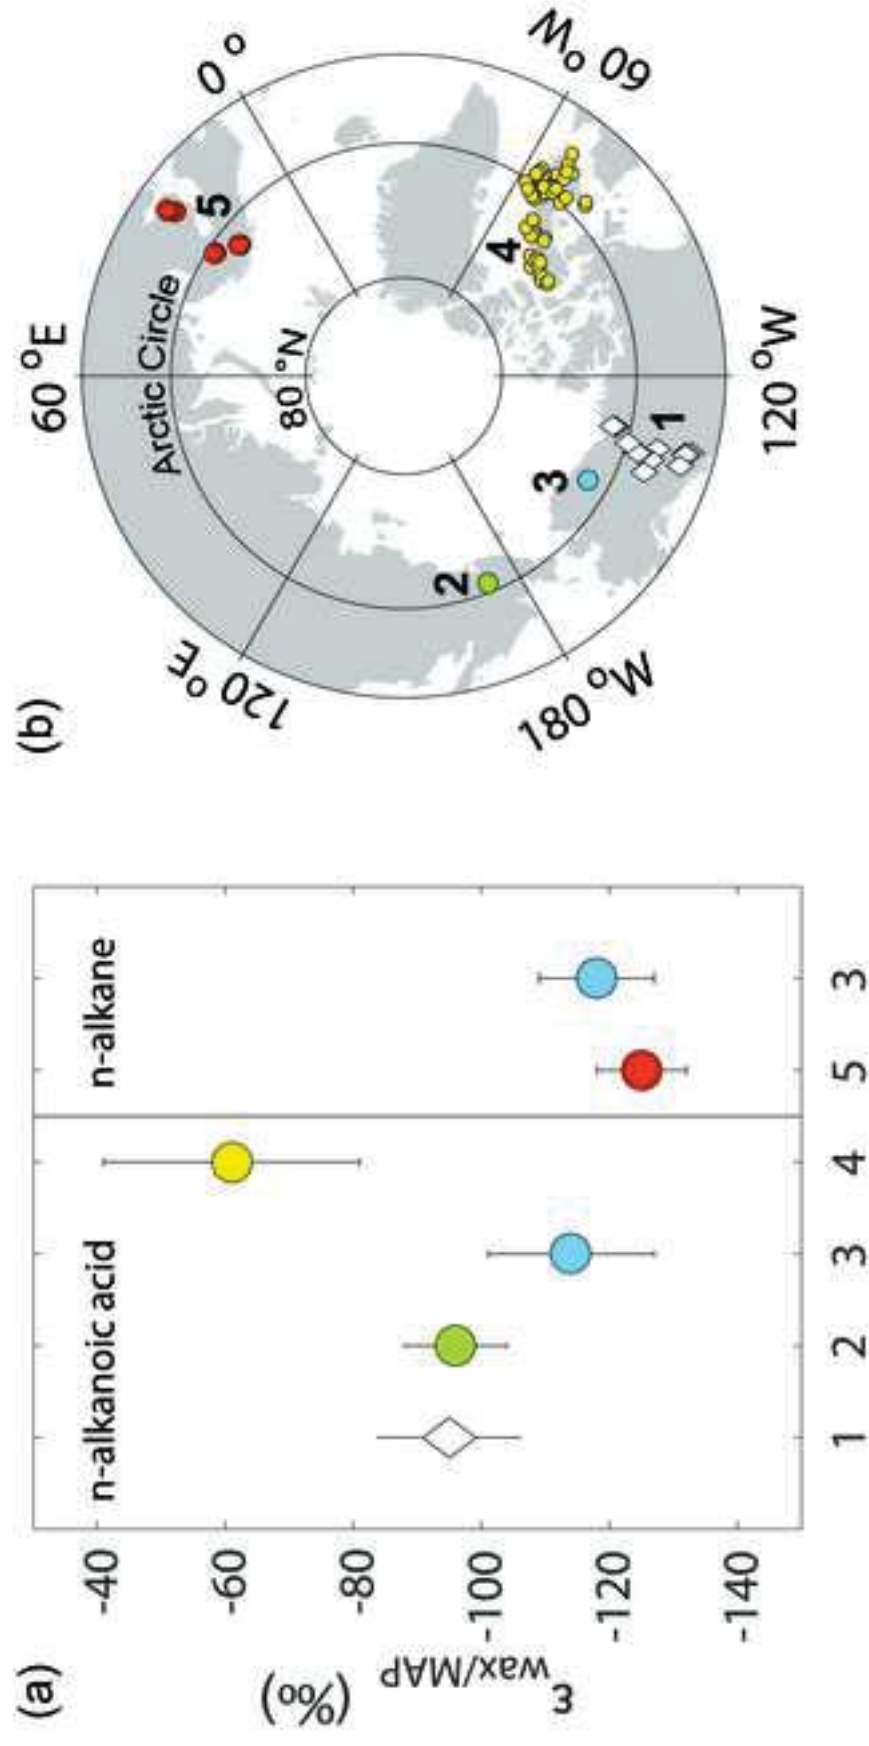 (a)
n-alkanoic acid
n-alkane
-40
-60
-80
-100
-120
-140
ε wax/MAP (‰)
1
2
3
4
5
3
(b)
60 °E
0 °
120 °E
Arctic Circle
80 °N
5
4
2
3
1
180 °W
120 °W
60 °W